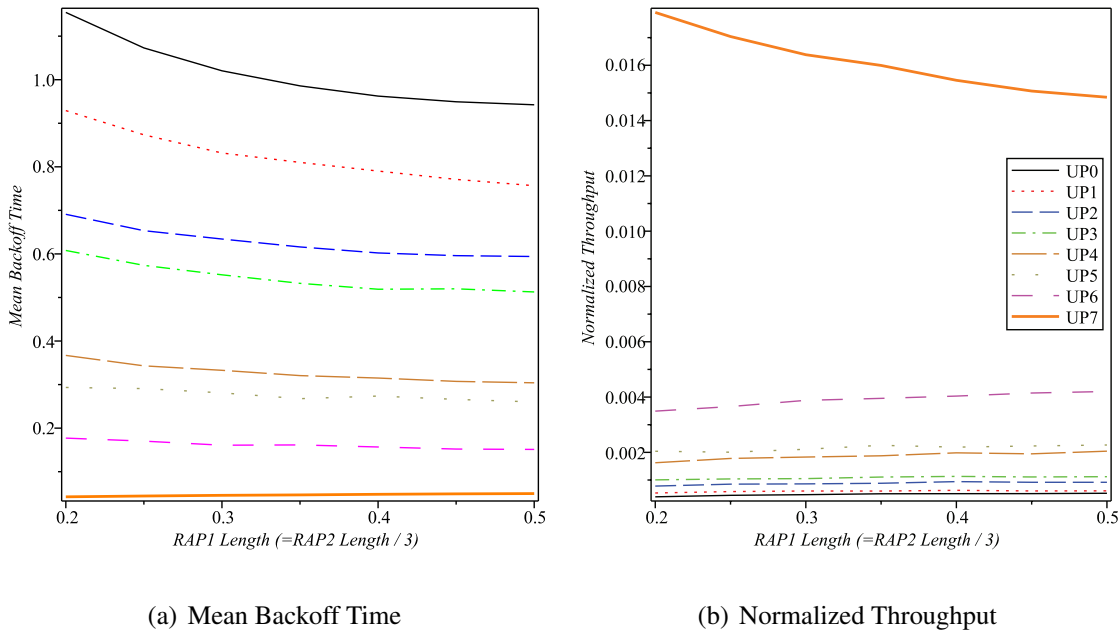 1.0
0.8
0.6
0.4
0.2
0.2
0.3
0.4
0.5
Mean Backoff Time
RAP1 Length (=RAP2 Length / 3)
(a) Mean Backoff Time
0.016
0.014
0.012
0.010
0.008
0.006
0.004
0.002
0.2
0.3
0.4
0.5
Normalized Throughput
RAP1 Length (=RAP2 Length / 3)
UP0
UP1
UP2
UP3
UP4
UP5
UP6
UP7
(b) Normalized Throughput